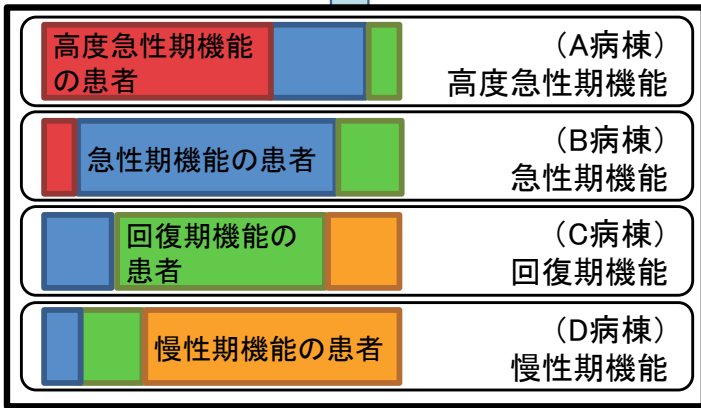 高度急性期機能
の患者
（A病棟）
高度急性期機能
急性期機能の患者
（B病棟）
急性期機能
回復期機能の
患者
（C病棟）
回復期機能
慢性期機能の患者
（D病棟）
慢性期機能